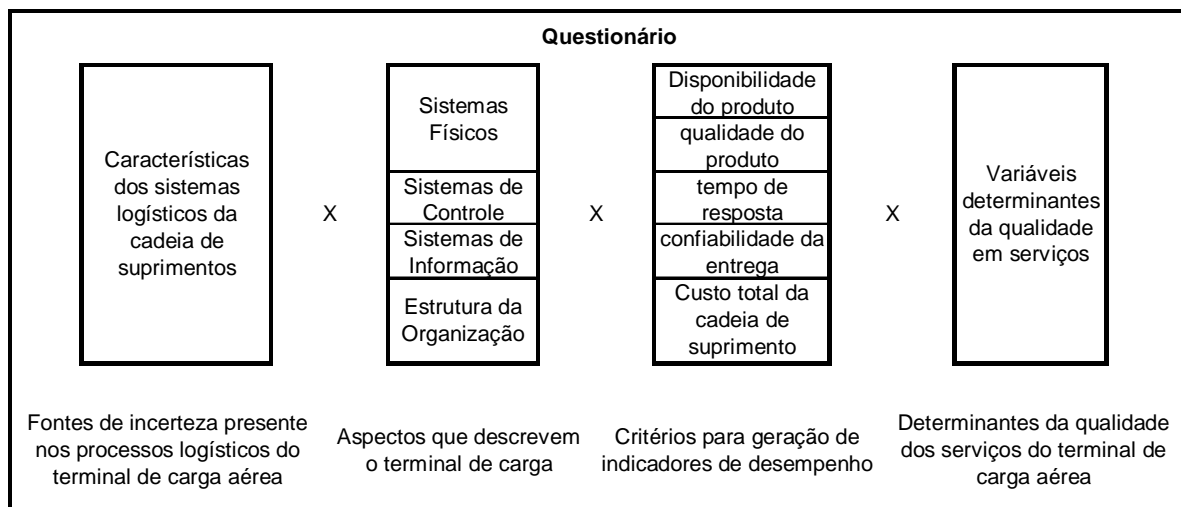 Questionário
Características
dos sistemas
logísticos da
cadeia de
suprimentos
X
Sistemas
Físicos
Sistemas de
Controle
Sistemas de
Informação
Estrutura da
Organização
X
Disponibilidade
do produto
qualidade do
produto
tempo de
resposta
confiabilidade da
entrega
Custo total da
cadeia de
suprimento
X
Variáveis
determinantes
da qualidade
em serviços
Fontes de incerteza presente
nos processos logísticos do
terminal de carga aérea
Aspectos que descrevem
o terminal de carga
Critérios para geração de
indicadores de desempenho
Determinantes da qualidade
dos serviços do terminal de
carga aérea